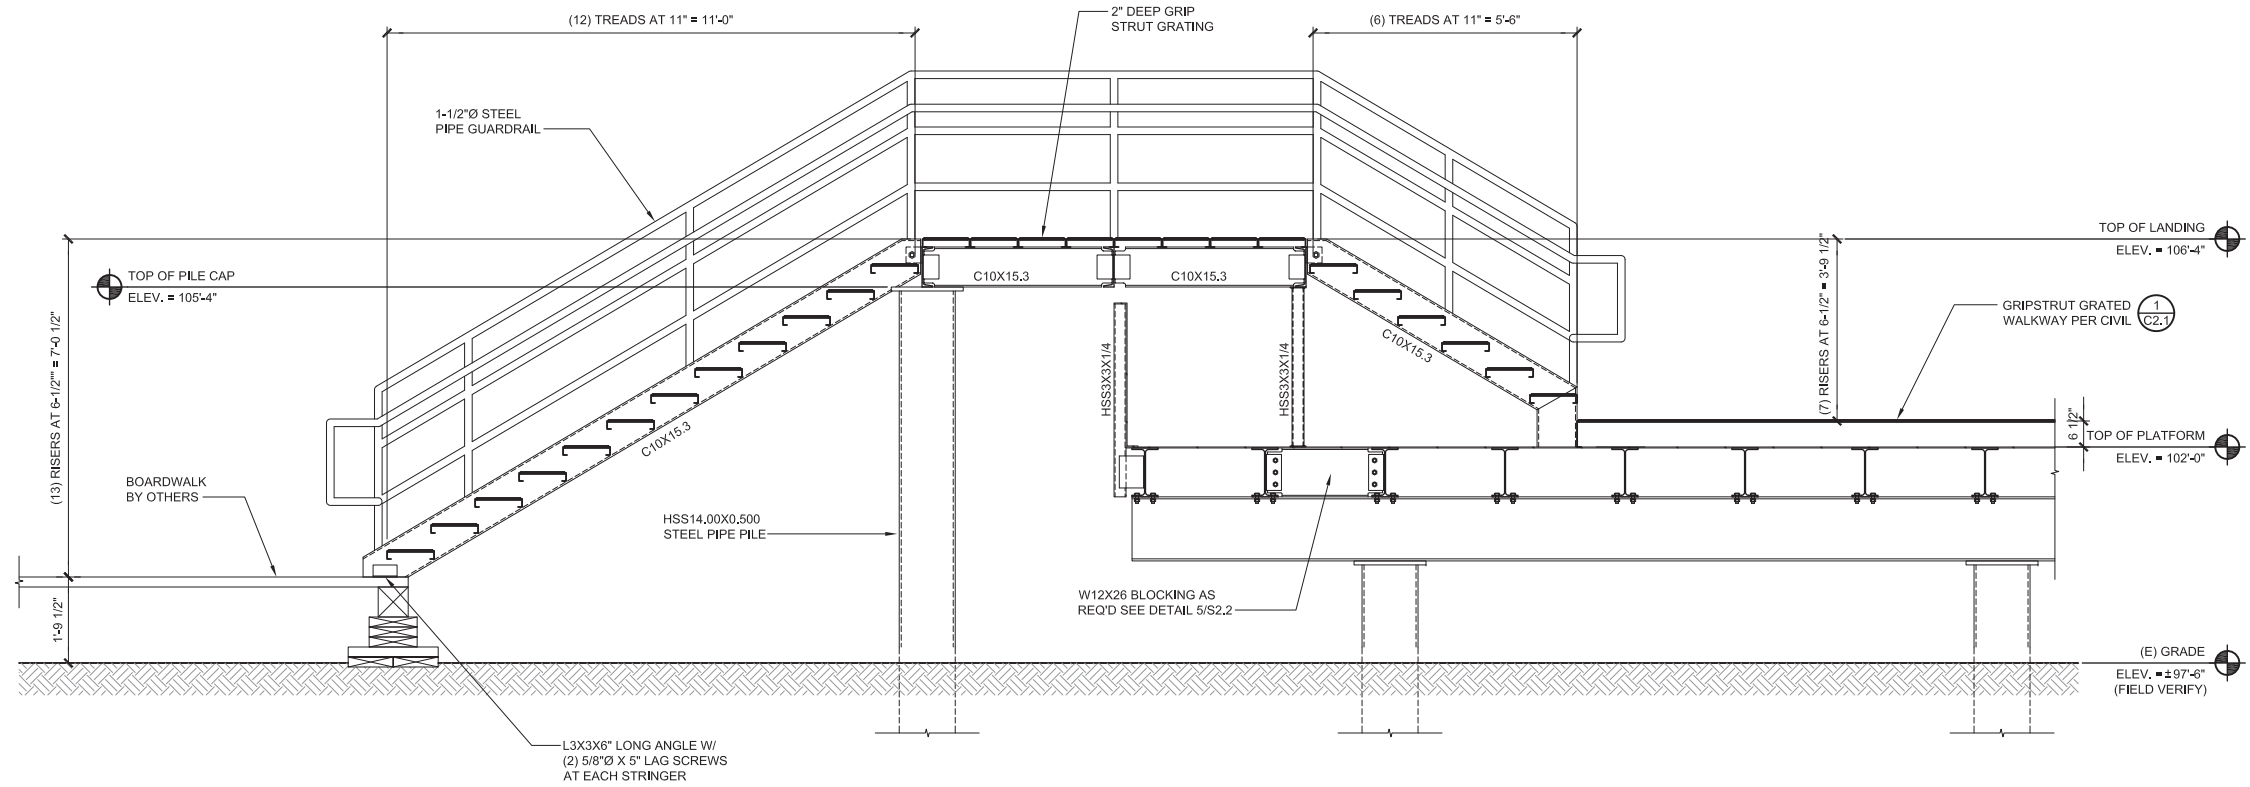 (12) TREADS AT 11" = 11'-0"
2" DEEP GRIP
STRUT GRATING
(6) TREADS AT 11" = 5'-6"
1-1/2"Ø STEEL
PIPE GUARDRAIL
TOP OF LANDING
ELEV. = 106'-4"
TOP OF PILE CAP
ELEV. = 105'-4"
C10X15.3
C10X15.3
GRIPSTRUT GRATED
WALKWAY PER CIVIL
1
C2.1
(13) RISERS AT 6-1/2"" = 7'-0 1/2"
HSS3X3X1/4
HSS3X3X1/4
C10X15.3
(7) RISERS AT 6-1/2" = 3'-9 1/2"
6 1/2"
C10X15.3
TOP OF PLATFORM
ELEV. = 102'-0"
BOARDWALK
BY OTHERS
HSS14.00X0.500
STEEL PIPE PILE
W12X26 BLOCKING AS
REQ'D SEE DETAIL 5/S2.2
1'-9 1/2"
(E) GRADE
ELEV. = ±97'-6"
(FIELD VERIFY)
L3X3X6" LONG ANGLE W/
(2) 5/8"Ø X 5" LAG SCREWS
AT EACH STRINGER